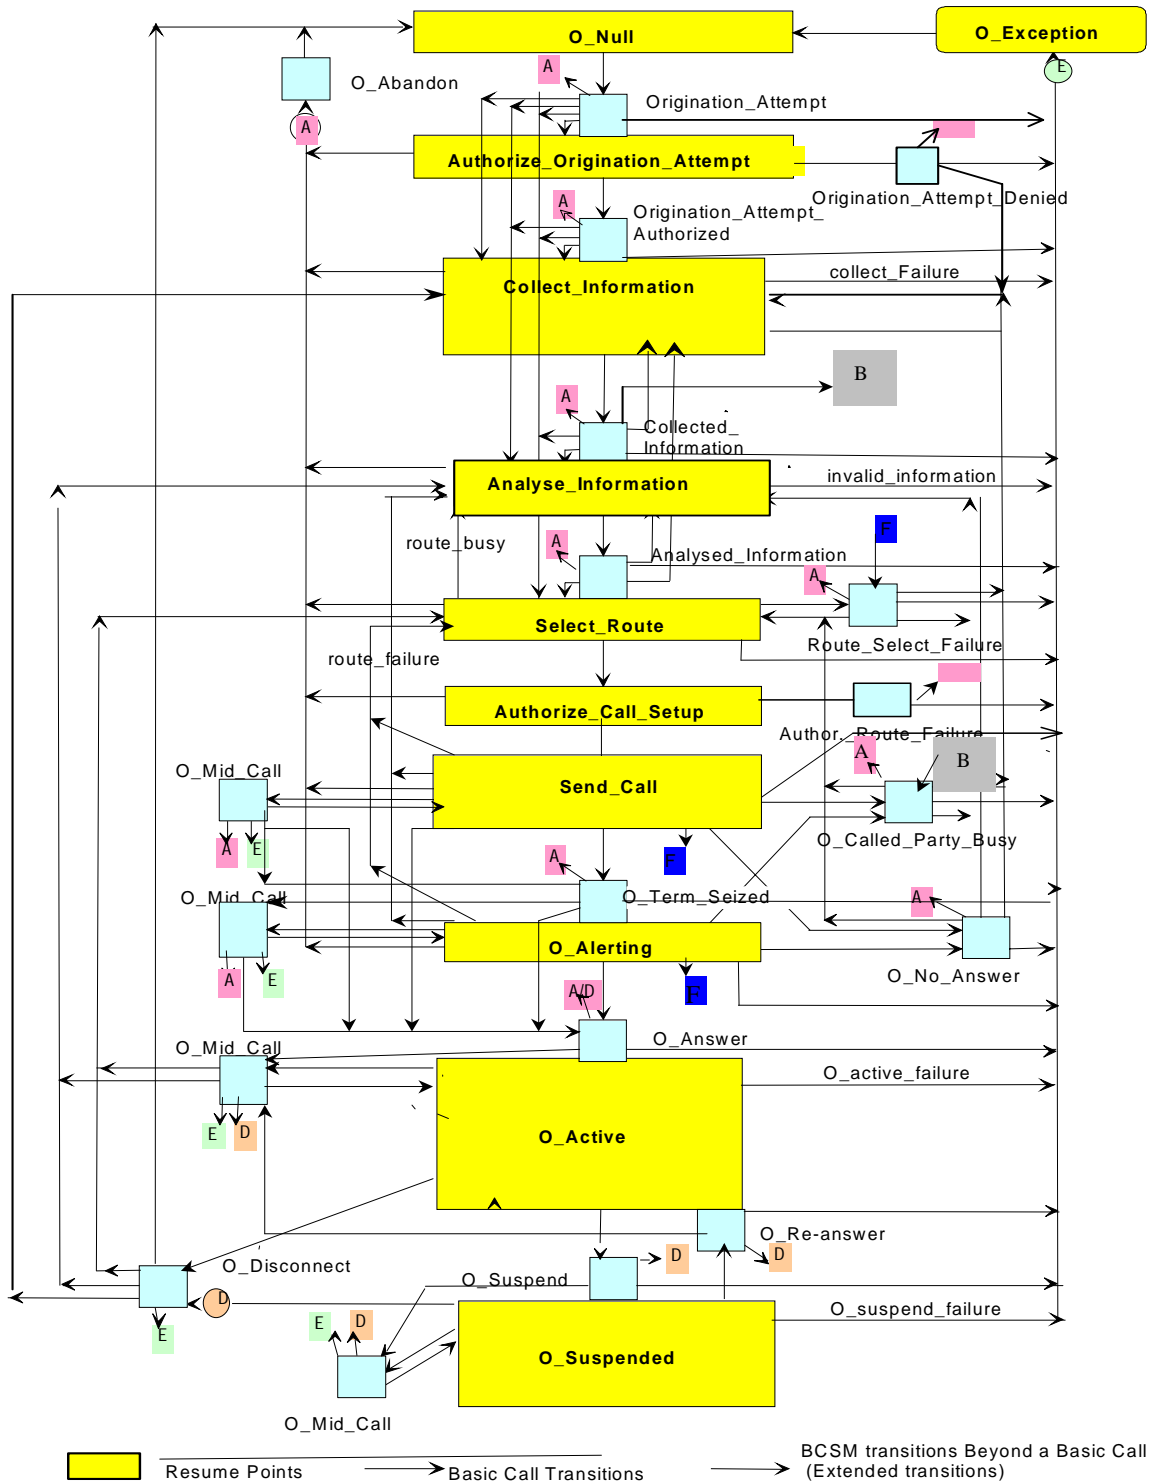 O_Null
O_Exception
A
E
O_Abandon
Origination_Attempt
A
Authorize_Origination_Attempt
Origination_Attempt_Denied
A
Origination_Attempt_
Authorized
collect_Failure
Collect_Information
B
A
Collected_
Information
invalid_information
Analyse_Information
route_busy
F
A
Analysed_Information
A
Select_Route
Route_Select_Failure
route_failure
Authorize_Call_Setup
Author._Route_Failure
A
B
O_Mid_Call
Send_Call
O_Called_Party_Busy
A
E
A
F
O_Mid_Call
O_Term_Seized
A
O_Alerting
O_No_Answer
A
E
A/D
F
O_Mid_Call
O_Answer
O_active_failure
E
D
O_Active
O_Re-answer
O_Disconnect
D
D
O_Suspend
D
O_suspend_failure
E
E
D
O_Suspended
O_Mid_Call
Resume Points
Basic Call Transitions
BCSM transitions Beyond a Basic Call
(Extended transitions)